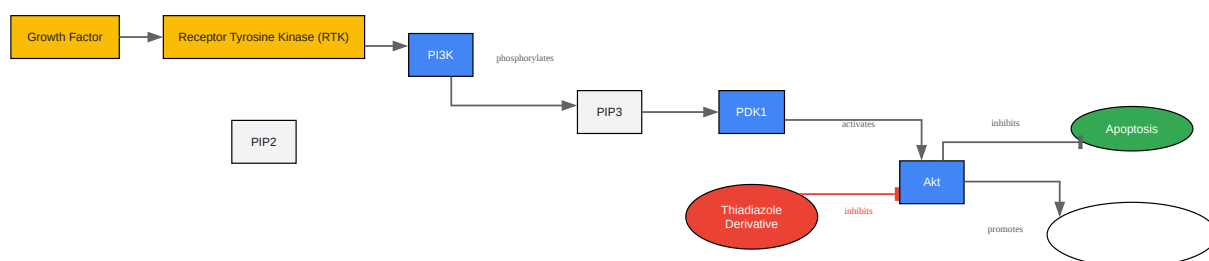 Growth Factor
Receptor Tyrosine Kinase (RTK)
PI3K
phosphorylates
PIP3
PDK1
PIP2
activates
inhibits
Apoptosis
Akt
Thiadiazole
Derivative
inhibits
promotes